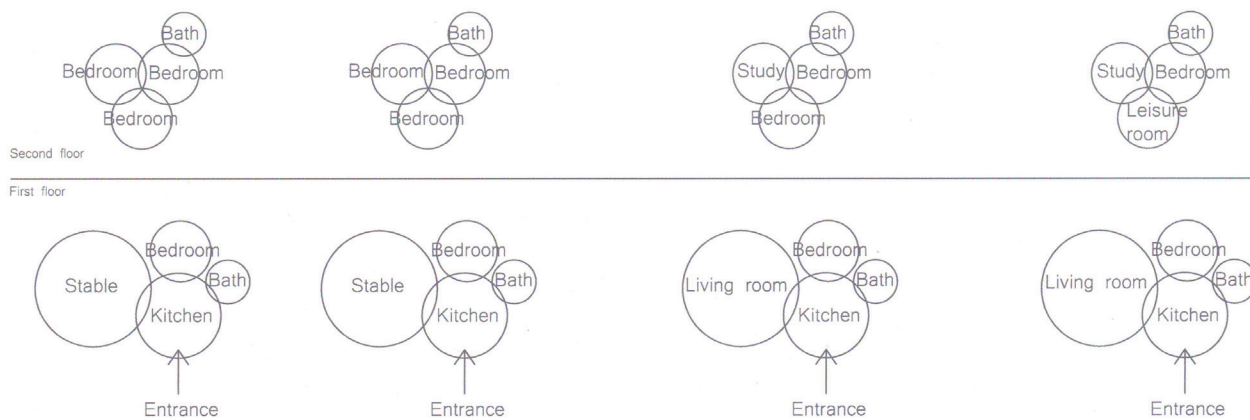 Bath Bath Bath Bath
Bedroom Bedroom Bedroom Bedroom Study Bedroom Study Bedroom
Bedroom Bedroom Bedroom Leisure
room
Second floor
First floor
Bedroom Bedroom Bedroom Bedroom
Stable Bath Stable Bath Living room Bath Living room Bath
Kitchen Kitchen Kitchen Kitchen
Entrance Entrance Entrance Entrance